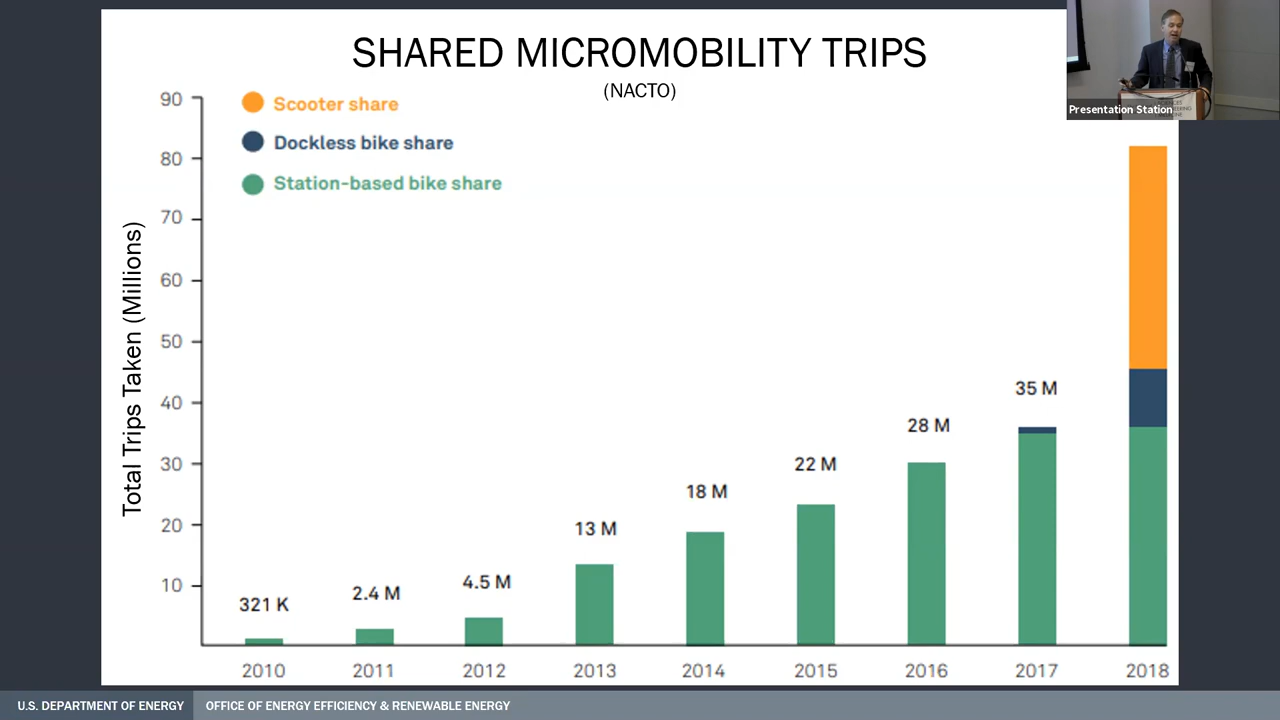 SHARED MICROMOBILITY TRIPS
(NACTO)
Presentation Station
Scooter share
Dockless bike share
Station-based bike share
Total Trips Taken (Millions)
90
80
70
60
50
40
30
20
10
321 K
2.4 M
4.5 M
13 M
18 M
22 M
28 M
35 M
2010 2011 2012 2013 2014 2015 2016 2017 2018
U.S. DEPARTMENT OF ENERGY OFFICE OF ENERGY EFFICIENCY & RENEWABLE ENERGY